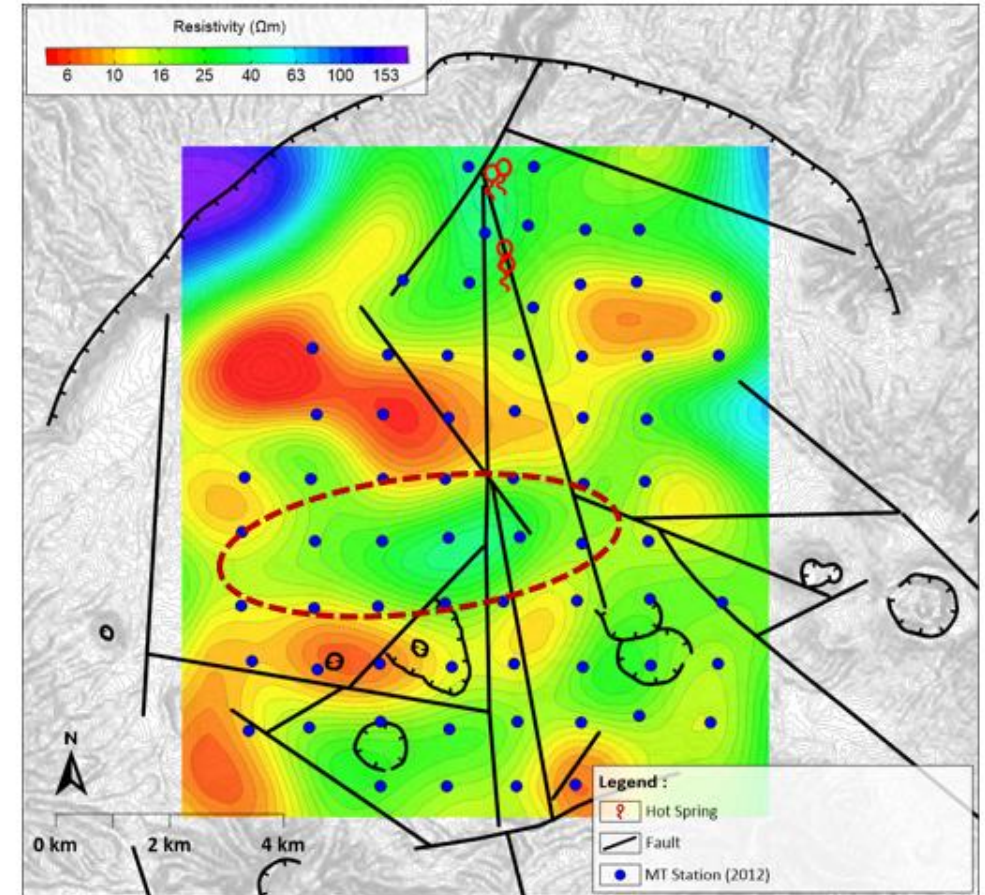 Resistivity (Ωm)
6 10 16 25 40 63 100 153
N
0 km 2 km 4 km
Legend :
Hot Spring
Fault
MT Station (2012)